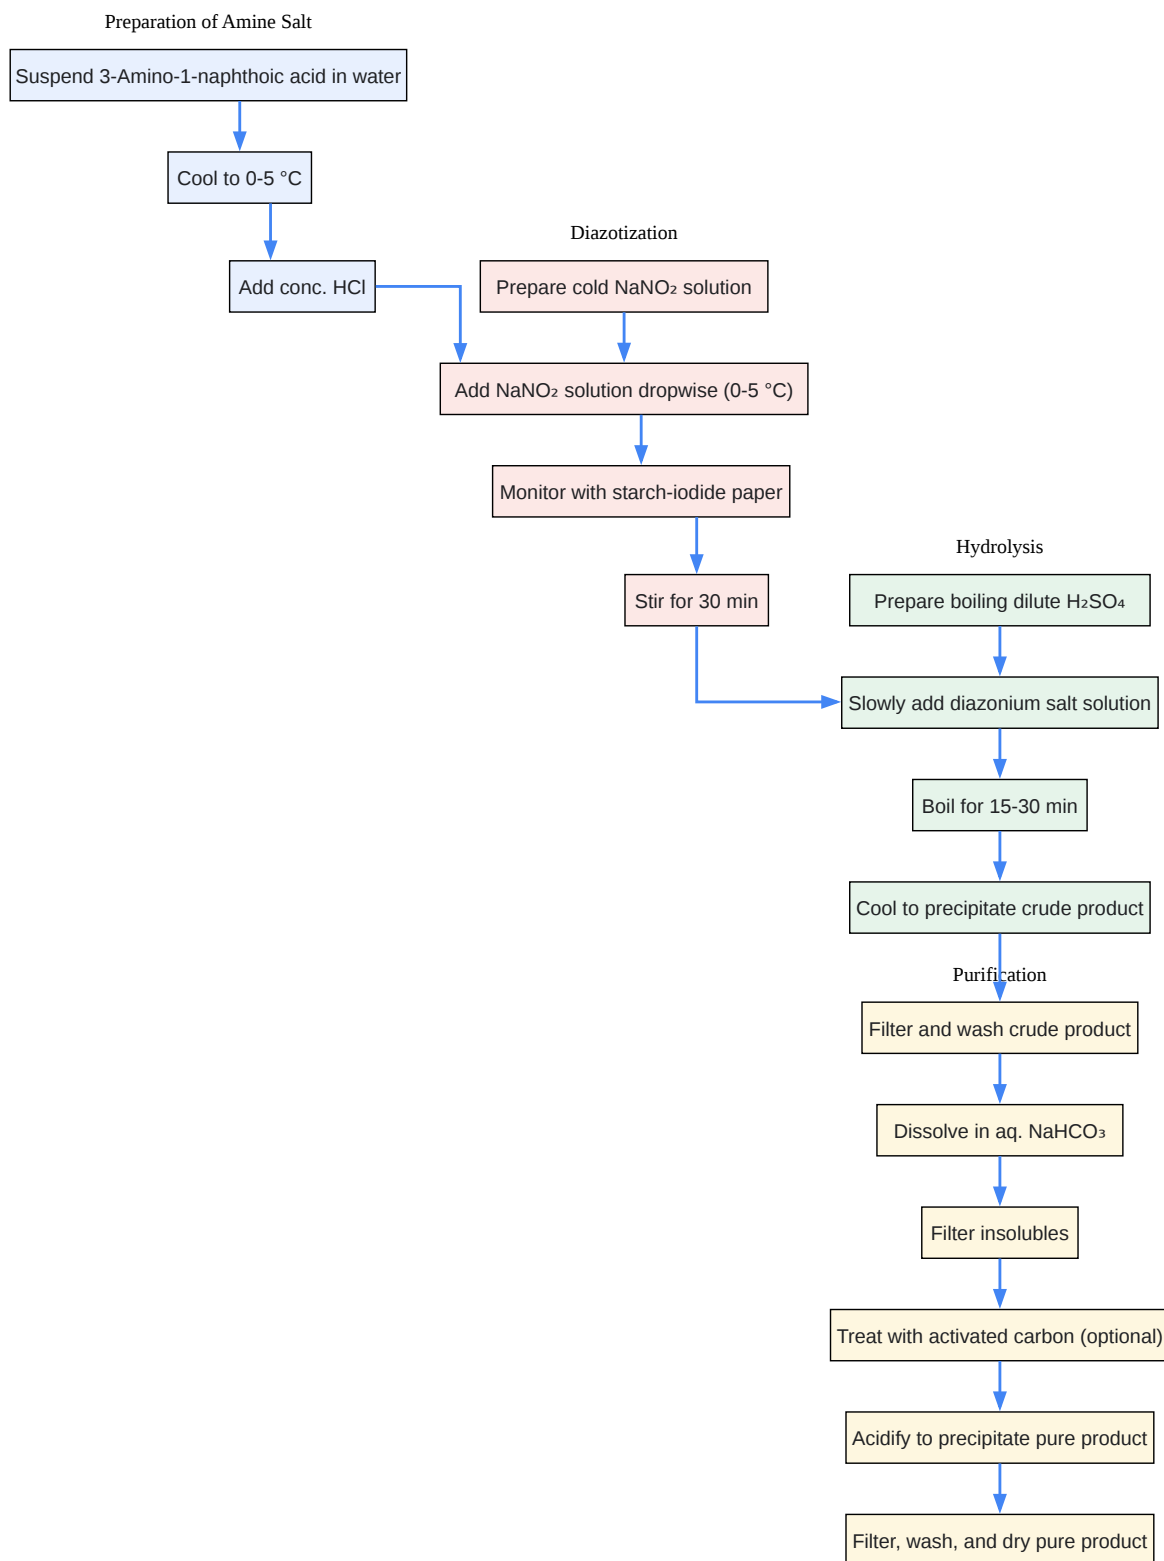 Preparation of Amine Salt
Suspend 3-Amino-1-naphthoic acid in water
Cool to 0-5 °C
Add conc. HCl
Diazotization
Prepare cold NaNO₂ solution
Add NaNO₂ solution dropwise (0-5 °C)
Monitor with starch-iodide paper
Stir for 30 min
Hydrolysis
Prepare boiling dilute H₂SO₄
Slowly add diazonium salt solution
Boil for 15-30 min
Cool to precipitate crude product
Purification
Filter and wash crude product
Dissolve in aq. NaHCO₃
Filter insolubles
Treat with activated carbon (optional)
Acidify to precipitate pure product
Filter, wash, and dry pure product